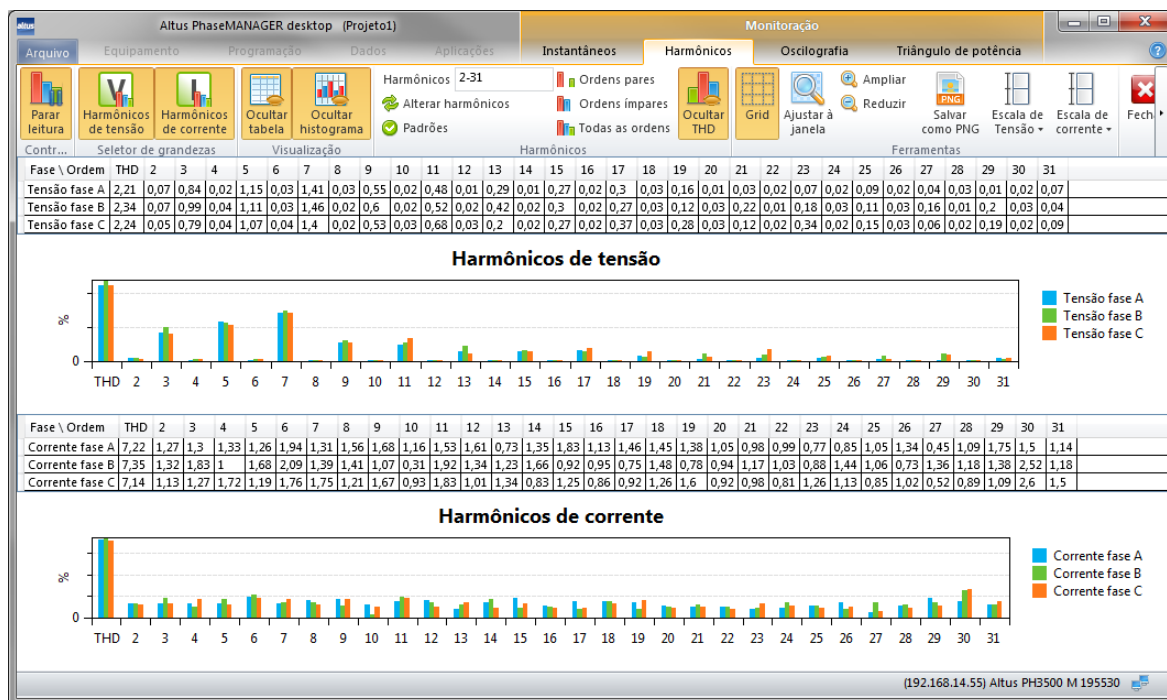 altus
Altus PhaseMANAGER desktop (Projeto1)
Monitoração
Arquivo Equipamento Programação Dados Aplicações Instantâneos Harmônicos Oscilografia Triângulo de potência
Parar leitura
Harmônicos de tensão
Harmônicos de corrente
Ocultar tabela
Ocultar histograma
Harmônicos 2-31
Alterar harmônicos
Padrões
Ordens pares
Ordens ímpares
Todas as ordens
Ocultar THD
Grid
Ajustar à janela
Ampliar
Reduzir
PNG
Salvar como PNG
Escala de Tensão
Escala de corrente
Fech
Contr... Seletor de grandezas Visualização Harmônicos Ferramentas
Fase \ Ordem THD 2 3 4 5 6 7 8 9 10 11 12 13 14 15 16 17 18 19 20 21 22 23 24 25 26 27 28 29 30 31
Tensão fase A 2,21 0,07 0,84 0,02 1,15 0,03 1,41 0,03 0,55 0,02 0,48 0,01 0,29 0,01 0,27 0,02 0,3 0,03 0,16 0,01 0,03 0,02 0,07 0,02 0,09 0,02 0,04 0,03 0,01 0,02 0,07
Tensão fase B 2,34 0,07 0,99 0,04 1,11 0,03 1,46 0,02 0,6 0,02 0,52 0,02 0,42 0,02 0,3 0,02 0,27 0,03 0,12 0,03 0,22 0,01 0,18 0,03 0,11 0,03 0,16 0,01 0,2 0,03 0,04
Tensão fase C 2,24 0,05 0,79 0,04 1,07 0,04 1,4 0,02 0,53 0,03 0,68 0,03 0,2 0,02 0,27 0,02 0,37 0,03 0,28 0,03 0,12 0,02 0,34 0,02 0,15 0,03 0,06 0,02 0,19 0,02 0,09
Harmônicos de tensão
%
0
THD 2 3 4 5 6 7 8 9 10 11 12 13 14 15 16 17 18 19 20 21 22 23 24 25 26 27 28 29 30 31
Tensão fase A
Tensão fase B
Tensão fase C
Fase \ Ordem THD 2 3 4 5 6 7 8 9 10 11 12 13 14 15 16 17 18 19 20 21 22 23 24 25 26 27 28 29 30 31
Corrente fase A 7,22 1,27 1,3 1,33 1,26 1,94 1,31 1,56 1,68 1,16 1,53 1,61 0,73 1,35 1,83 1,13 1,46 1,45 1,38 1,05 0,98 0,99 0,77 0,85 1,05 1,34 0,45 1,09 1,75 1,5 1,14
Corrente fase B 7,35 1,32 1,83 1 1,68 2,09 1,39 1,41 1,07 0,31 1,92 1,34 1,23 1,66 0,92 0,95 0,75 1,48 0,78 0,94 1,17 1,03 0,88 1,44 1,06 0,73 1,36 1,18 1,38 2,52 1,18
Corrente fase C 7,14 1,13 1,27 1,72 1,19 1,76 1,75 1,21 1,67 0,93 1,83 1,01 1,34 0,83 1,25 0,86 0,92 1,26 1,6 0,92 0,98 0,81 1,26 1,13 0,85 1,02 0,52 0,89 1,09 2,6 1,5
Harmônicos de corrente
%
0
THD 2 3 4 5 6 7 8 9 10 11 12 13 14 15 16 17 18 19 20 21 22 23 24 25 26 27 28 29 30 31
Corrente fase A
Corrente fase B
Corrente fase C
(192.168.14.55) Altus PH3500 M 195530